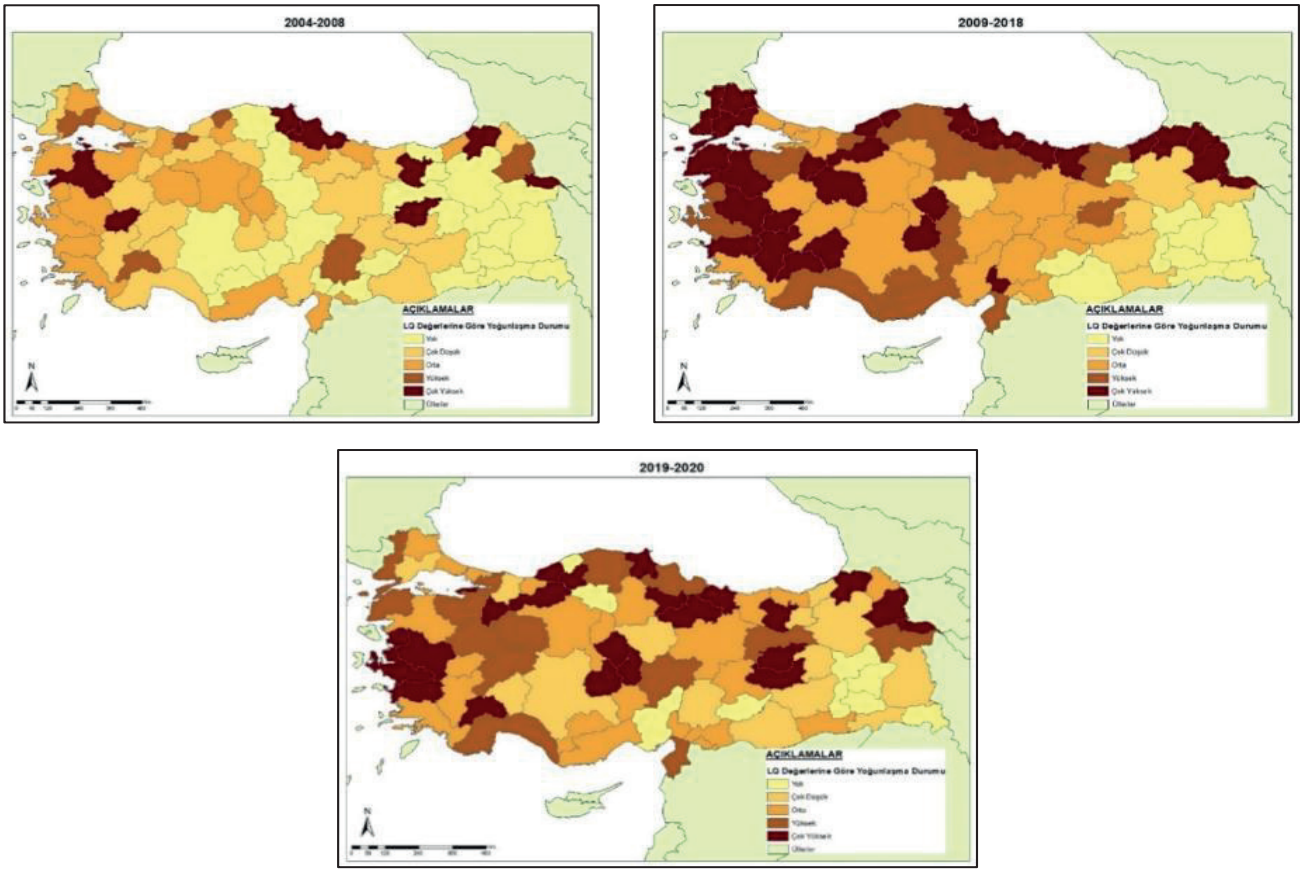 2004-2008
N
AÇIKLAMALAR
LQ Değerlerine Göre Yoğunlaşma Durumu
Yok
Çok Düşük
Orta
Yüksek
Çok Yüksek
Ülkeler
2009-2018
N
AÇIKLAMALAR
LQ Değerlerine Göre Yoğunlaşma Durumu
Yok
Çok Düşük
Orta
Yüksek
Çok Yüksek
Ülkeler
2019-2020
N
AÇIKLAMALAR
LQ Değerlerine Göre Yoğunlaşma Durumu
Yok
Çok Düşük
Orta
Yüksek
Çok Yüksek
Ülkeler